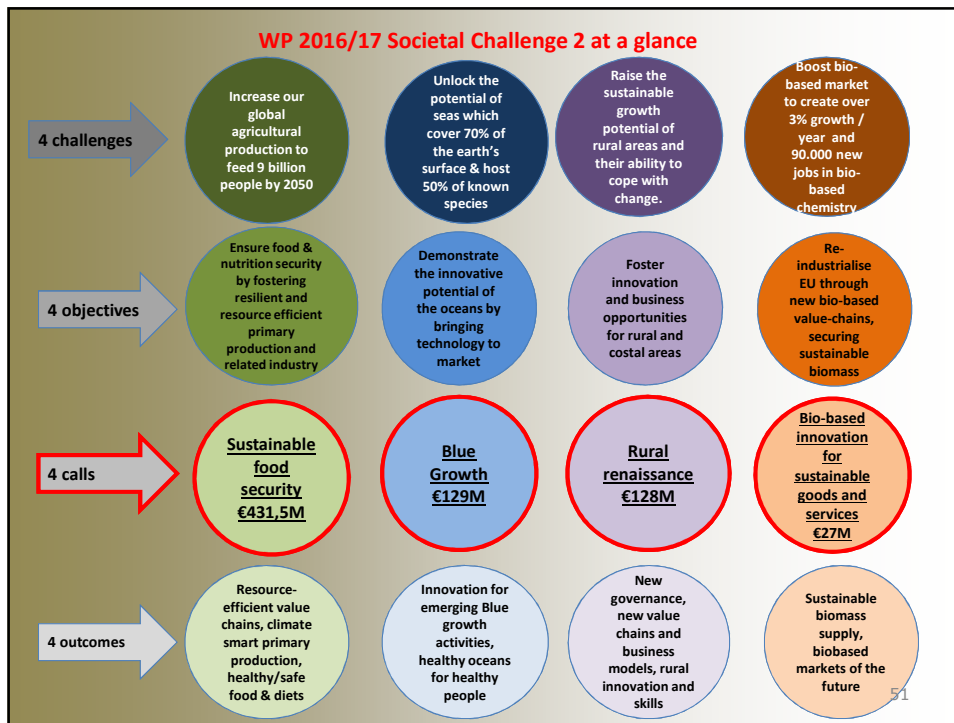 WP 2016/17 Societal Challenge 2 at a glance
4 challenges
Increase our
global
agricultural
production to
feed 9 billion
people by 2050
Unlock the
potential of
seas which
cover 70% of
the earth's
surface & host
50% of known
species
Raise the
sustainable
growth
potential of
rural areas and
their ability to
cope with
change.
Boost bio-
based market
to create over
3% growth /
year and
90.000 new
jobs in bio-
based
chemistry
4 objectives
Ensure food &
nutrition security
by fostering
resilient and
resource efficient
primary
production and
related industry
Demonstrate
the innovative
potential of
the oceans by
bringing
technology to
market
Foster
innovation
and business
opportunities
for rural and
costal areas
Re-
industrialise
EU through
new bio-based
value-chains,
securing
sustainable
biomass
4 calls
Sustainable
food
security
€431,5M
Blue
Growth
€129M
Rural
renaissance
€128M
Bio-based
innovation
for
sustainable
goods and
services
€27M
4 outcomes
Resource-
efficient value
chains, climate
smart primary
production,
healthy/safe
food & diets
Innovation for
emerging Blue
growth
activities,
healthy oceans
for healthy
people
New
governance,
new value
chains and
business
models, rural
innovation and
skills
Sustainable
biomass
supply,
biobased
markets of the
future
51